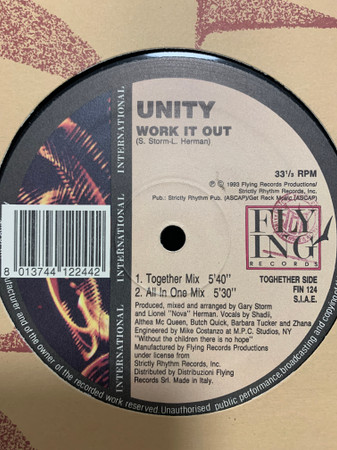 UNITY
WORK IT OUT
(S. Storm-L. Herman)
33¹/₃ RPM
℗ © 1993 Flying Records Productions/
Strictly Rhythm Records, Inc.
Pub.: Strictly Rhythm Pub. (ASCAP)/Get Rack Music (ASCAP)
FLY
ING
RECORDS
1. Together Mix 5'40''
2. All In One Mix 5'30''
TOGHETHER SIDE
FIN 124
S.I.A.E.
Produced, mixed and arranged by Gary Storm
and Lionel "Nova" Herman. Vocals by Shadii,
Althea Mc Queen, Butch Quick, Barbara Tucker and Zhana
Engineered by Mike Costanzo at M.P.C. Studios, NY
"Without the children there is no hope"
Manufactured by Flying Records Productions
under license from
Strictly Rhythm Records, Inc.
Distributed by Distribuzioni Flying
Records Srl. Made in Italy.
INTERNATIONAL
INTERNATIONAL
INTERNATIONAL
INTERNATIONAL
8 013744 122442
manufacturer and of the owner of the recorded work reserved. Unauthorised public performance, broadcasting and copying